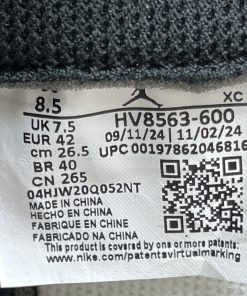 XC
8.5
HV8563-600
UK 7.5
09/11/24 | 11/02/24
EUR 42
UPC 00197862046816
cm 26.5
BR 40
CN 265
04HJW20Q052NT
MADE IN CHINA
HECHO EN CHINA
FABRIQUE EN CHINE
FABRICADO NA CHINA
This product is covered by one or more
www.nike.com/patentsvirtualmarking